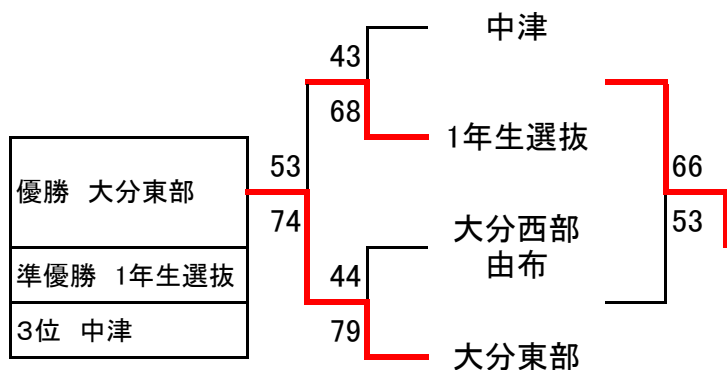 中津
43
68
1年生選抜
53
74
66
53
優勝 大分東部
準優勝 1年生選抜
3位 中津
大分西部
由布
44
79
大分東部